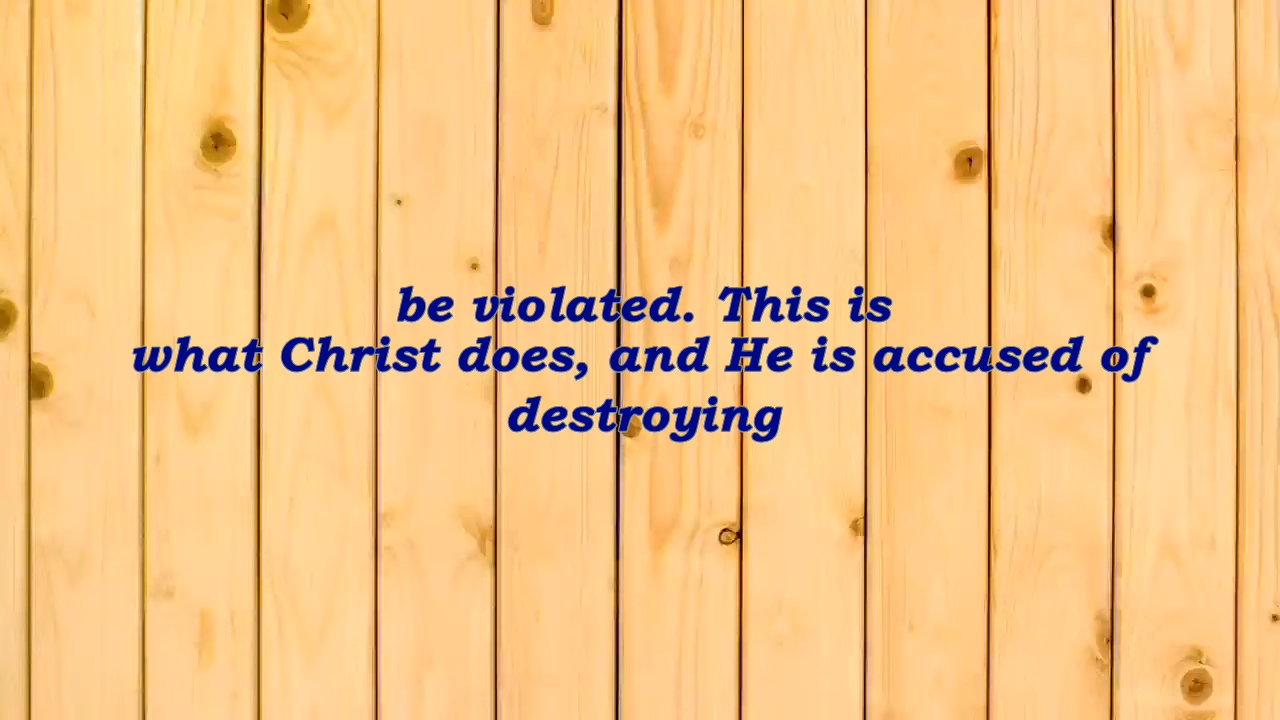 be violated. This is
what Christ does, and He is accused of
destroying